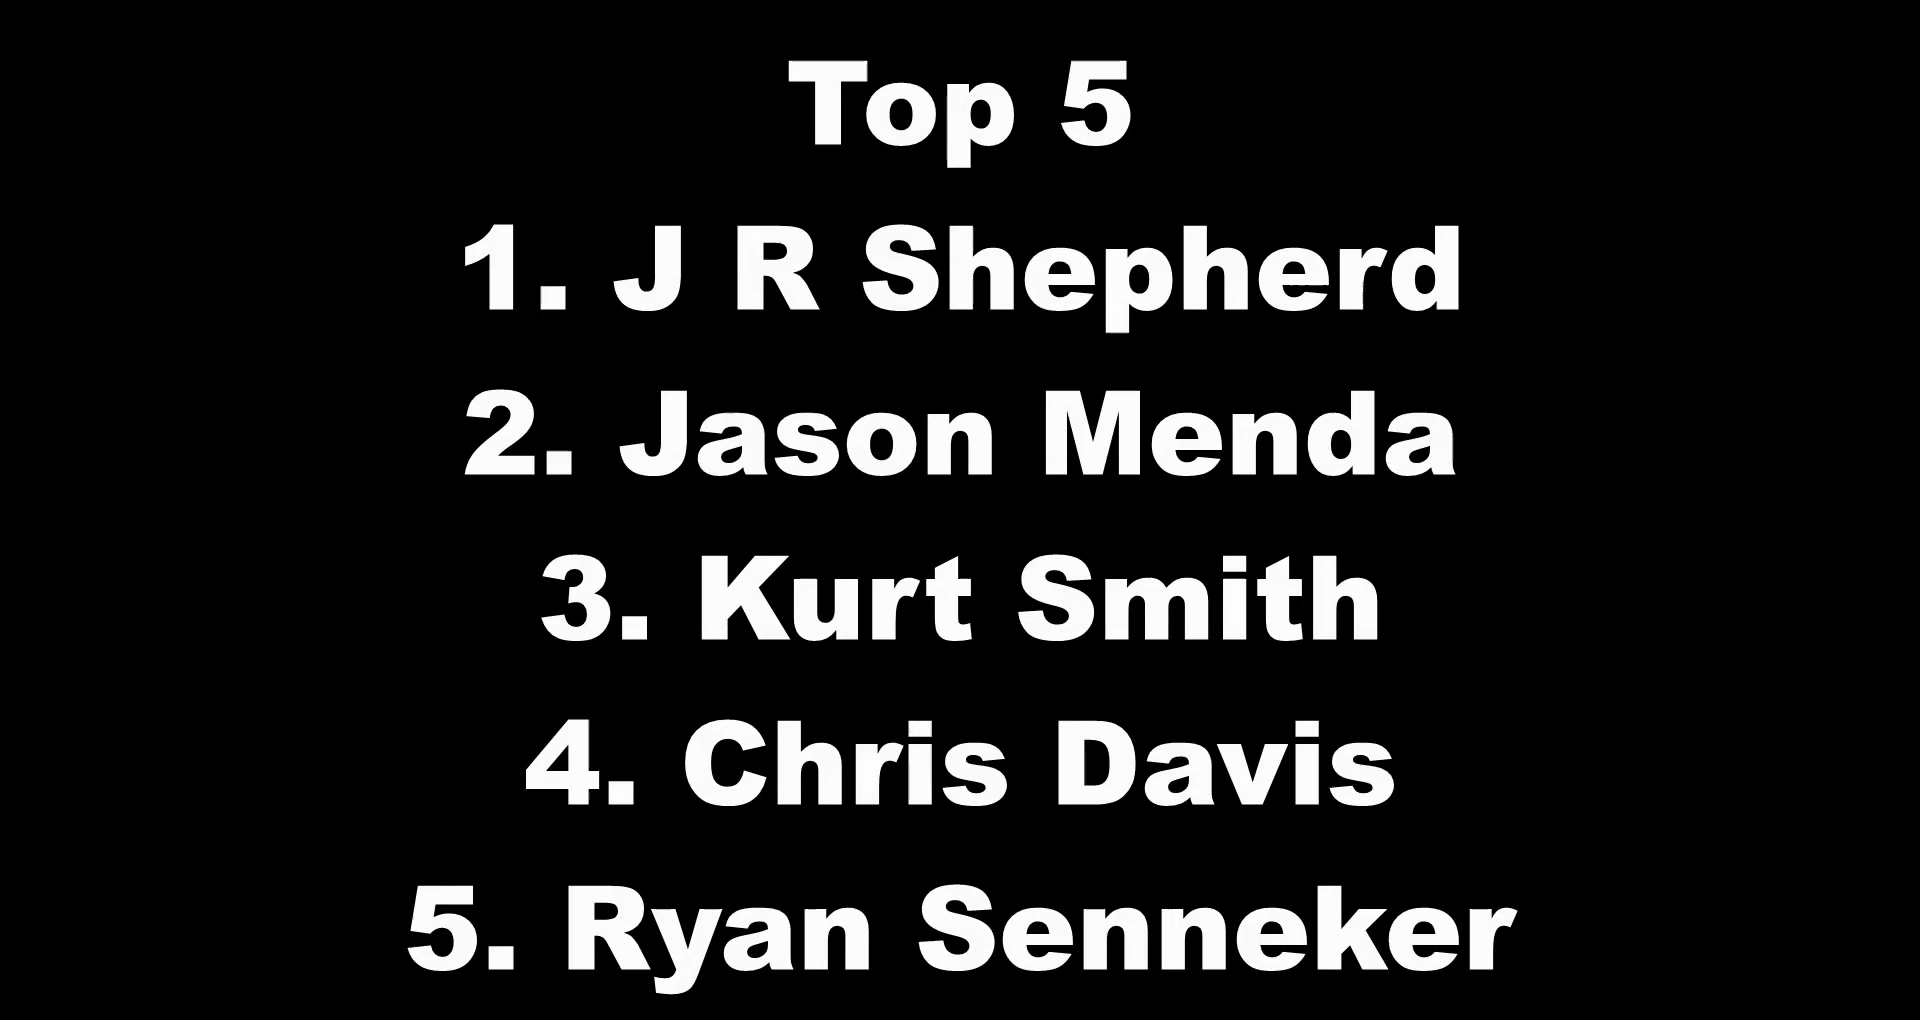 Top 5
1. J R Shepherd
2. Jason Menda
3. Kurt Smith
4. Chris Davis
5. Ryan Senneker